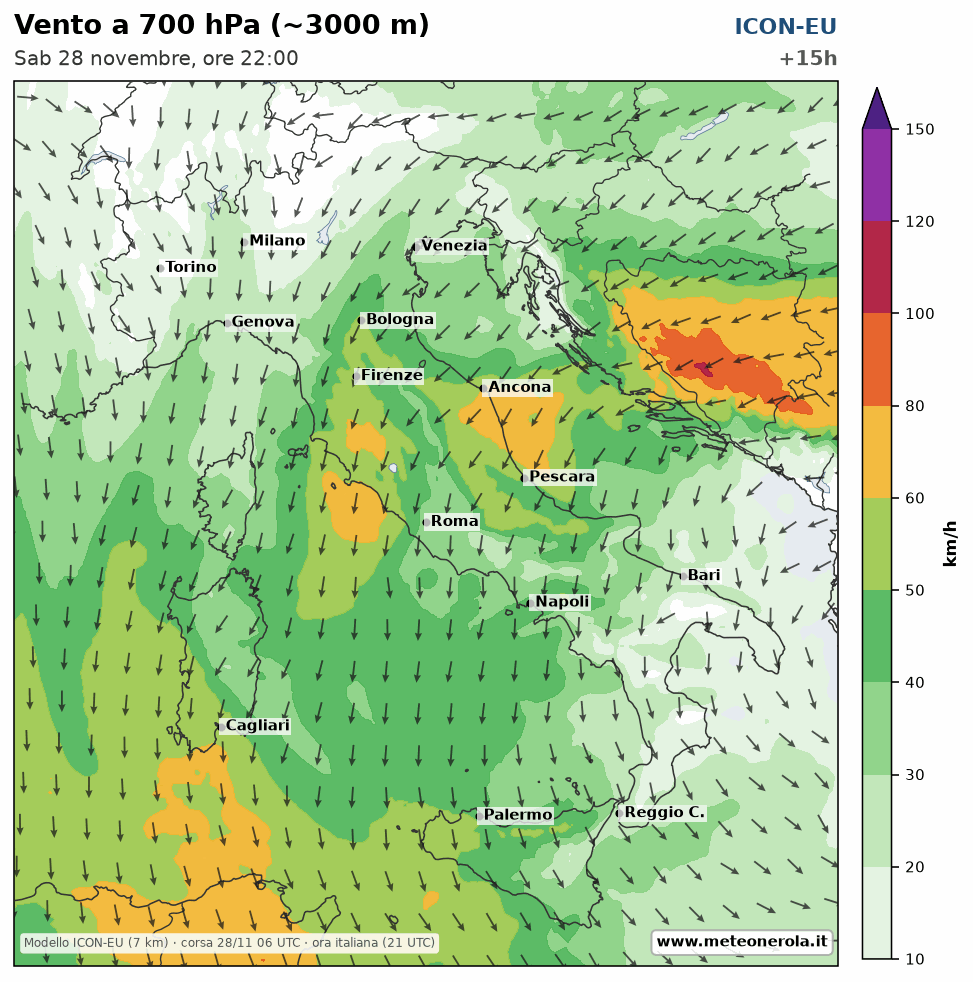 Vento a 700 hPa (~3000 m)
ICON-EU
Sab 28 novembre, ore 22:00
+15h
Milano
Venezia
Torino
Genova
Bologna
Firenze
Ancona
Pescara
Roma
Bari
Napoli
Cagliari
Palermo
Reggio C.
150
120
100
80
60
50
40
30
20
10
km/h
Modello ICON-EU (7 km) · corsa 28/11 06 UTC · ora italiana (21 UTC)
www.meteonerola.it